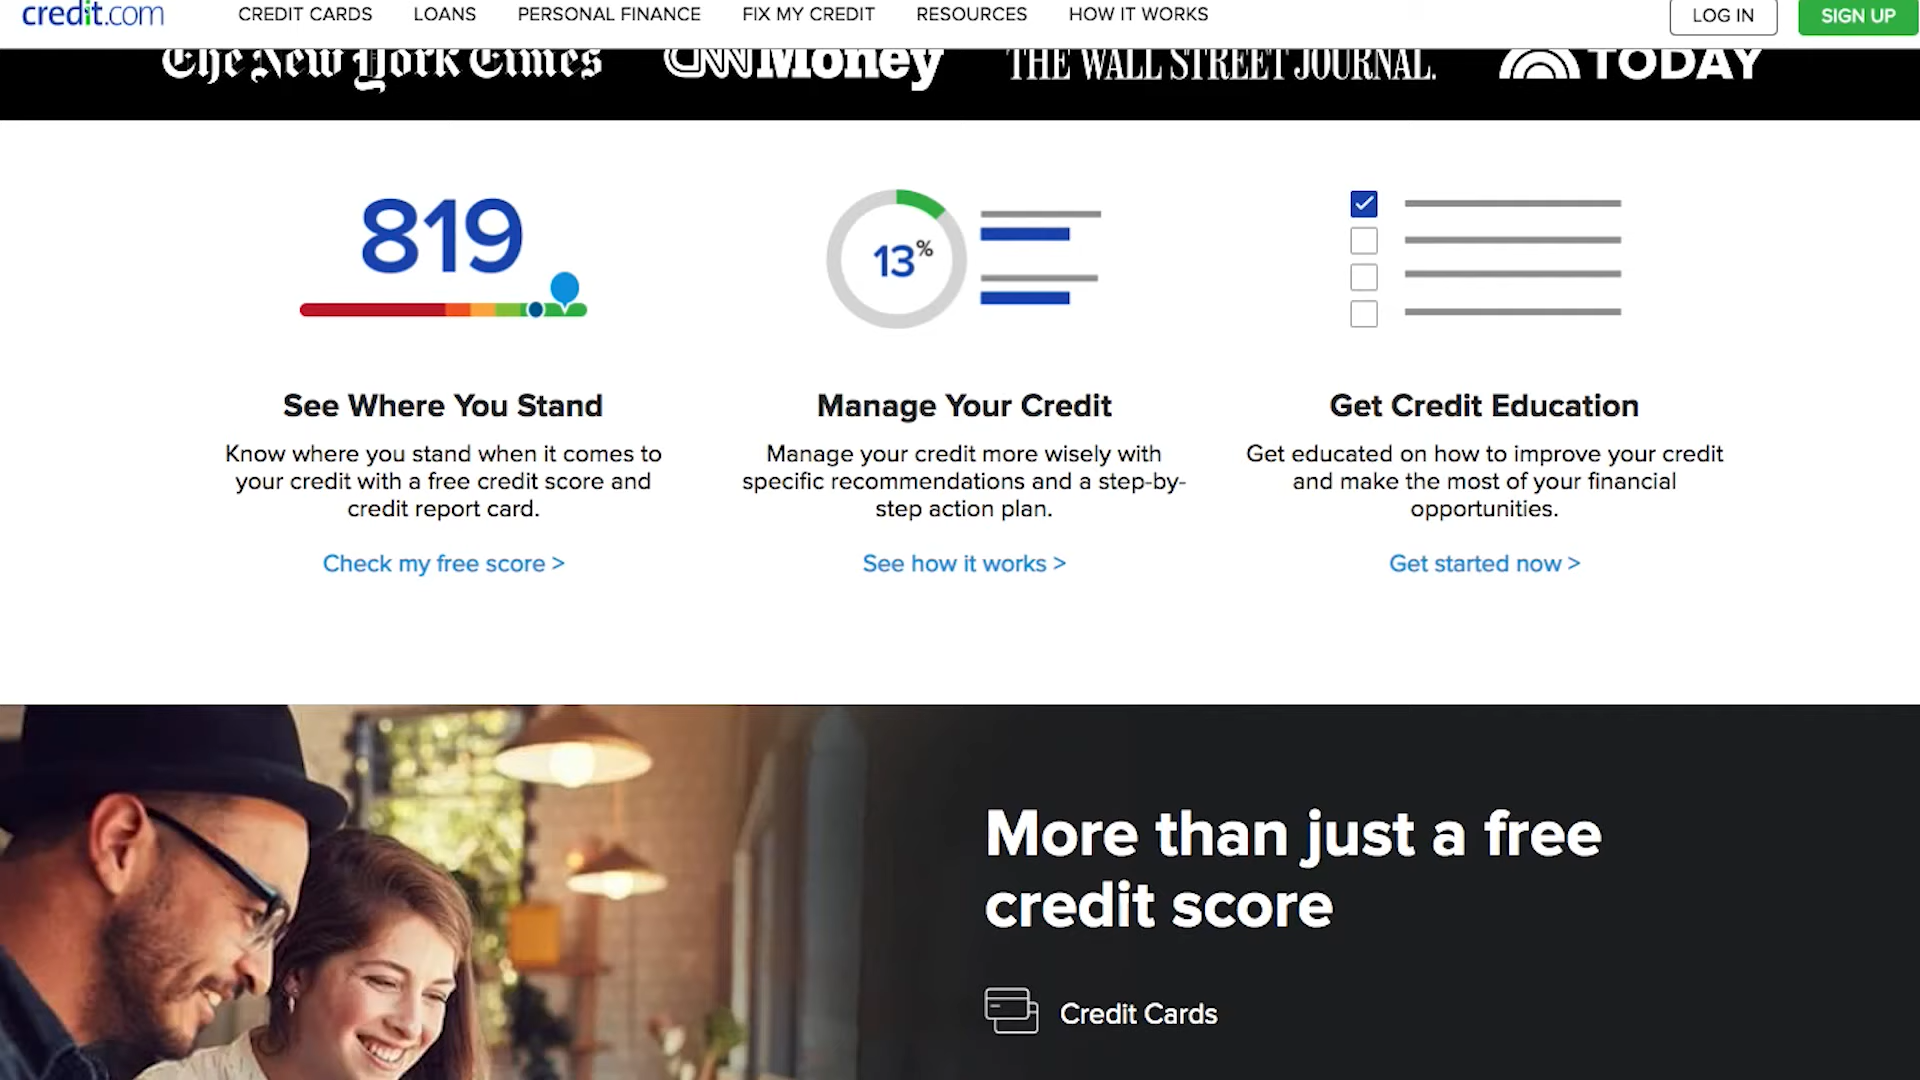 credit.com
CREDIT CARDS LOANS PERSONAL FINANCE FIX MY CREDIT RESOURCES HOW IT WORKS LOG IN SIGN UP
The New York Times CNNMoney THE WALL STREET JOURNAL. TODAY
819
13%
See Where You Stand
Know where you stand when it comes to
your credit with a free credit score and
credit report card.
Check my free score >
Manage Your Credit
Manage your credit more wisely with
specific recommendations and a step-by-
step action plan.
See how it works >
Get Credit Education
Get educated on how to improve your credit
and make the most of your financial
opportunities.
Get started now >
More than just a free
credit score
Credit Cards